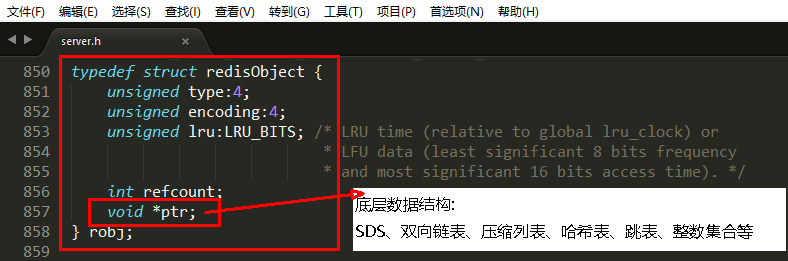 文件(F) 编辑(E) 选择(S) 查找(I) 查看(V) 转到(G) 工具(T) 项目(P) 首选项(N) 帮助(H)
server.h ×
850 typedef struct redisObject {
851 unsigned type:4;
852 unsigned encoding:4;
853 unsigned lru:LRU_BITS; /* LRU time (relative to global lru_clock) or
854 * LFU data (least significant 8 bits frequency
855 * and most significant 16 bits access time). */
856 int refcount;
857 void *ptr;
858 } robj;
859
底层数据结构:
SDS、双向链表、压缩列表、哈希表、跳表、整数集合等